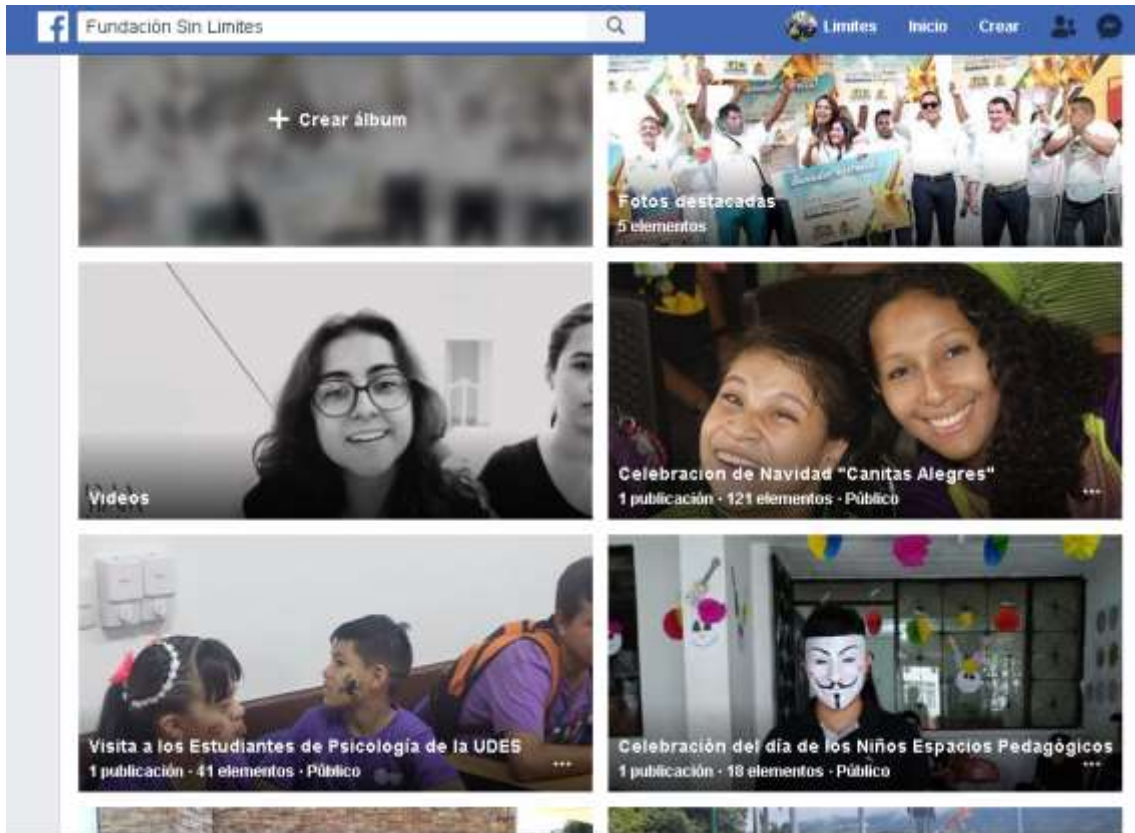 Fundación Sin Limites
Limites Inicio Crear
+ Crear álbum
Fotos destacadas
5 elementos
Videos
Celebracion de Navidad "Canitas Alegres"
1 publicación · 121 elementos · Público
Visita a los Estudiantes de Psicología de la UDES
1 publicación · 41 elementos · Público
Celebración del día de los Niños Espacios Pedagógicos
1 publicación · 18 elementos · Público